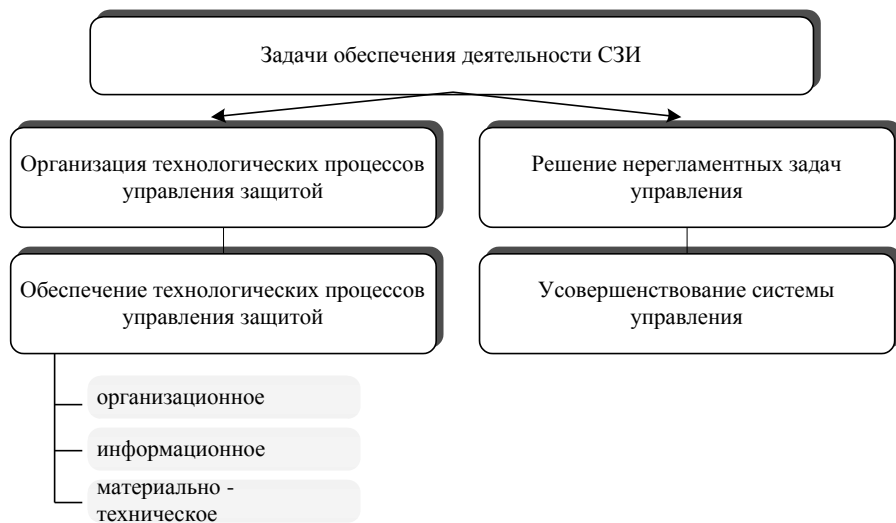 Задачи обеспечения деятельности СЗИ
Организация технологических процессов
управления защитой
Решение нерегламентных задач
управления
Обеспечение технологических процессов
управления защитой
Усовершенствование системы
управления
организационное
информационное
материально -
техническое